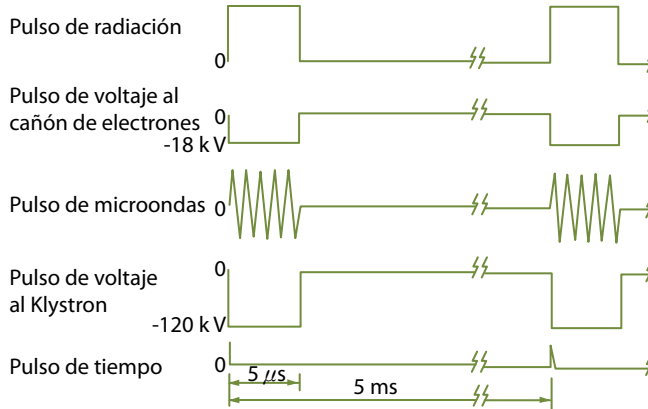 Pulso de radiación
0
Pulso de voltaje al
cañón de electrones
0
-18 k V
Pulso de microondas
0
Pulso de voltaje
al Klystron
0
-120 k V
Pulso de tiempo
0
5 μs
5 ms